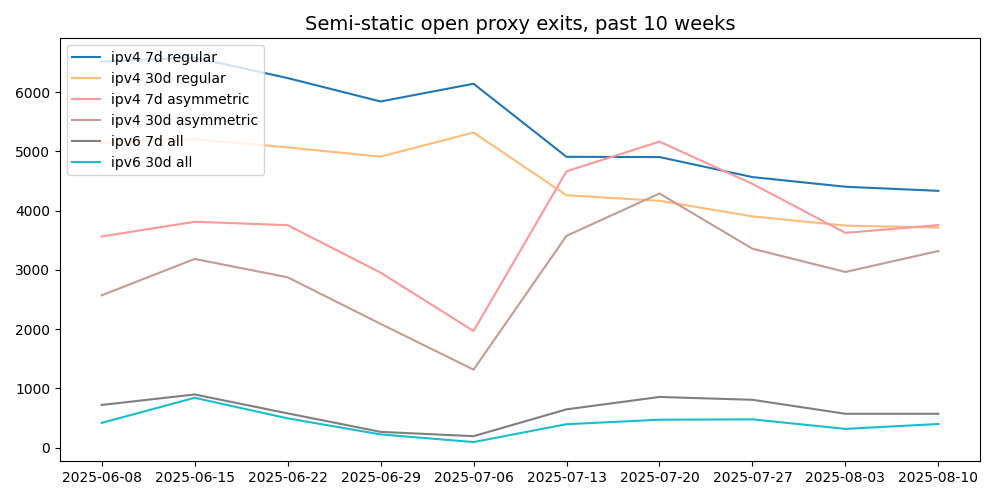 Semi-static open proxy exits, past 10 weeks
ipv4 7d regular
ipv4 30d regular
ipv4 7d asymmetric
ipv4 30d asymmetric
ipv6 7d all
ipv6 30d all
6000
5000
4000
3000
2000
1000
0
2025-06-08 2025-06-15 2025-06-22 2025-06-29 2025-07-06 2025-07-13 2025-07-20 2025-07-27 2025-08-03 2025-08-10